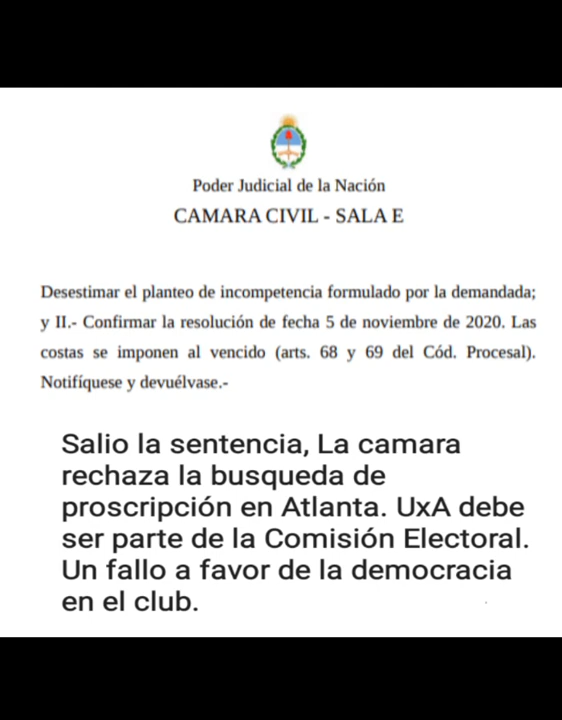 Poder Judicial de la Nación
CAMARA CIVIL - SALA E
Desestimar el planteo de incompetencia formulado por la demandada;
y II.- Confirmar la resolución de fecha 5 de noviembre de 2020. Las
costas se imponen al vencido (arts. 68 y 69 del Cód. Procesal).
Notifíquese y devuélvase.-
Salio la sentencia, La camara
rechaza la busqueda de
proscripción en Atlanta. UxA debe
ser parte de la Comisión Electoral.
Un fallo a favor de la democracia
en el club.